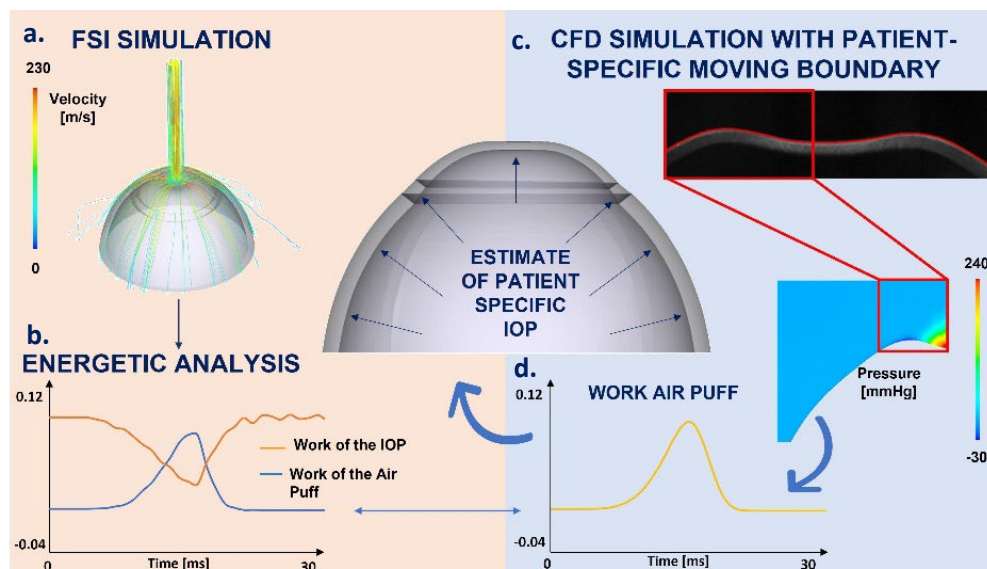 a.
FSI SIMULATION
230
Velocity
[m/s]
0
c.
CFD SIMULATION WITH PATIENT-
SPECIFIC MOVING BOUNDARY
ESTIMATE
OF PATIENT
SPECIFIC
IOP
240
Pressure
[mmHg]
-30
b.
ENERGETIC ANALYSIS
0.12
Work of the IOP
Work of the Air
Puff
-0.04
Time [ms]
30
d.
WORK AIR PUFF
0.12
-0.04
Time [ms]
30